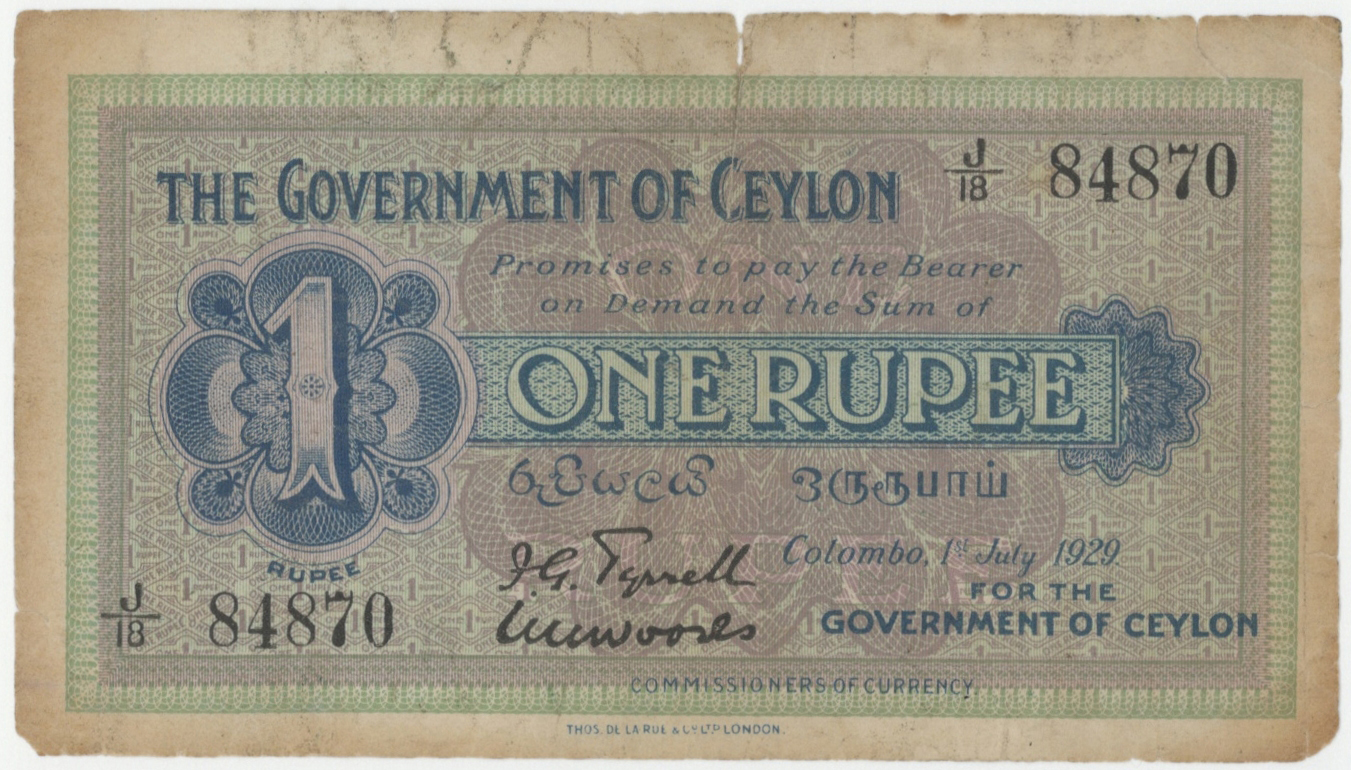 THE GOVERNMENT OF CEYLON
J/18 84870
Promises to pay the Bearer
on Demand the Sum of
1
ONE RUPEE
රුපියලයි ஒருரூபாய்
RUPEE
Colombo, 1st July 1929
FOR THE
GOVERNMENT OF CEYLON
J/18 84870
COMMISSIONERS OF CURRENCY
THOS. DE LA RUE & CO LTD LONDON.